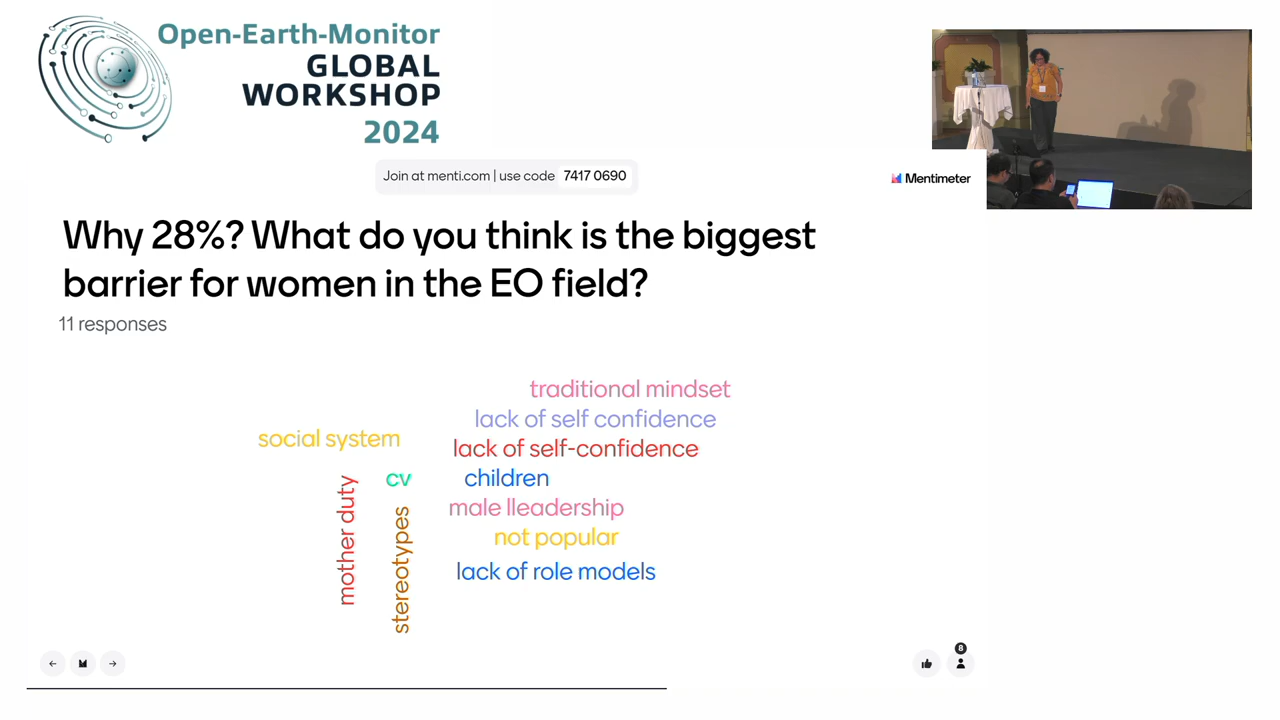 Open-Earth-Monitor
GLOBAL
WORKSHOP
2024
Join at menti.com | use code 7417 0690
Mentimeter
Why 28%? What do you think is the biggest
barrier for women in the EO field?
11 responses
traditional mindset
lack of self confidence
social system
lack of self-confidence
cv
children
mother duty
male lleadership
stereotypes
not popular
lack of role models
8